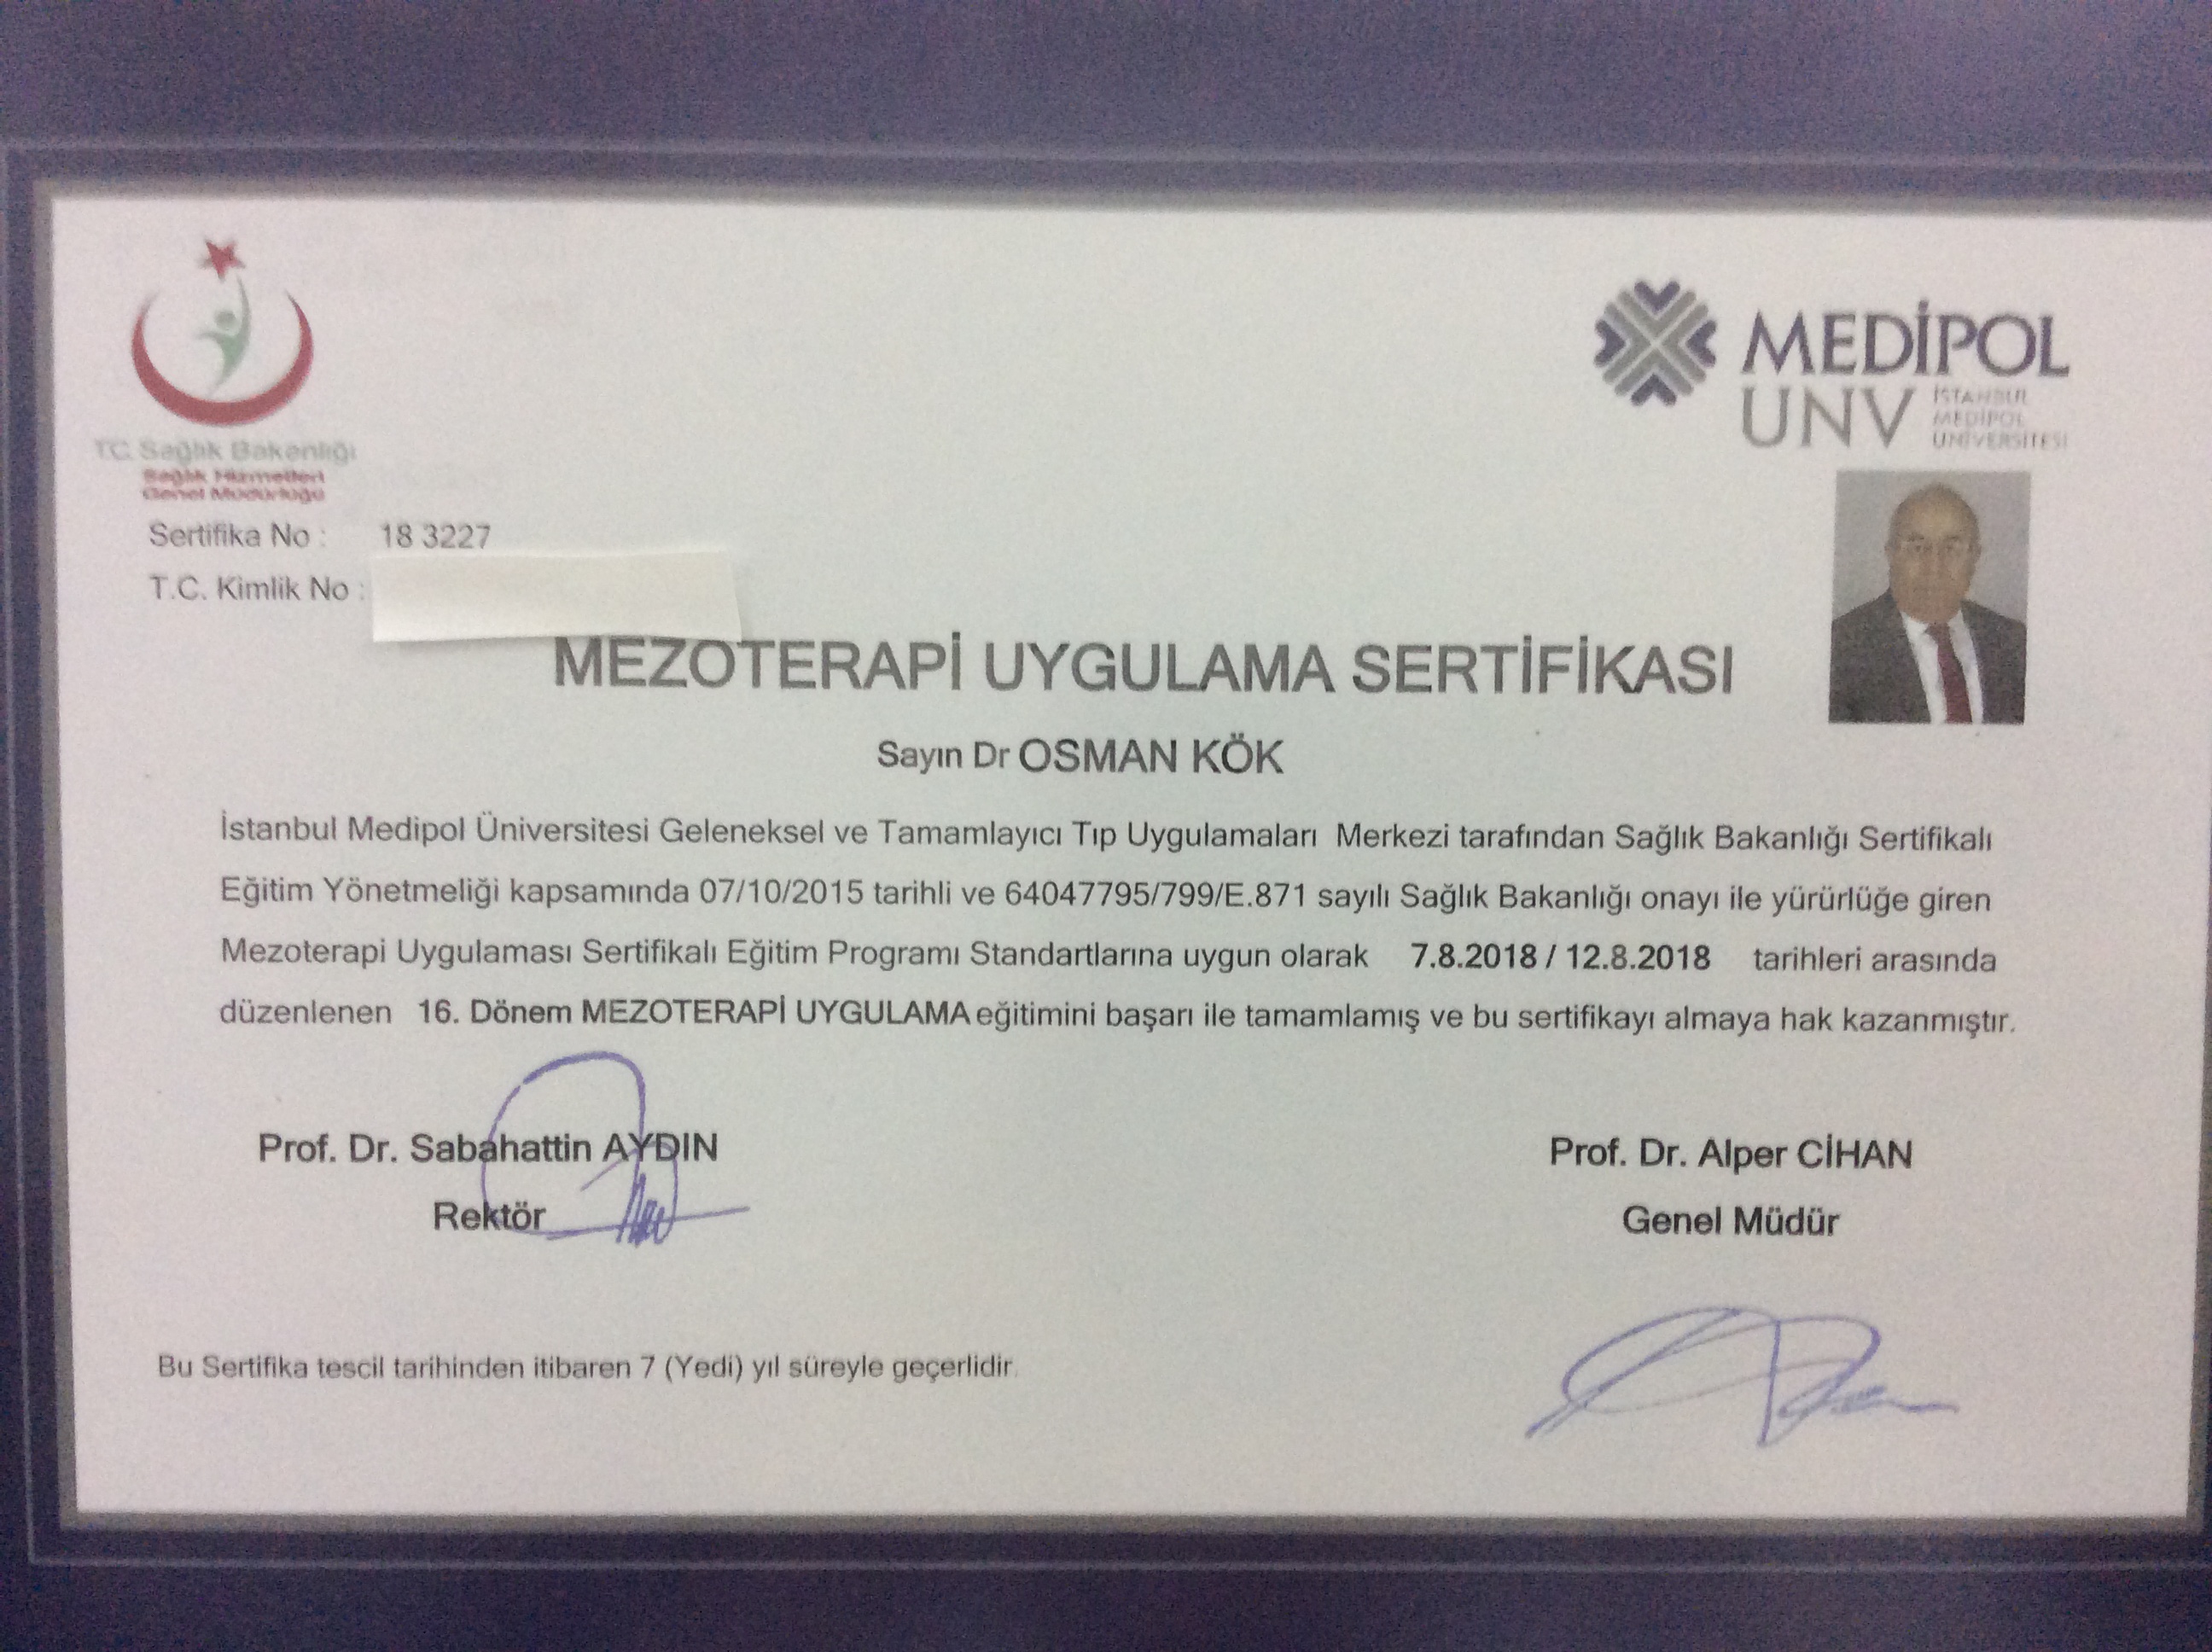 T.C. Sağlık Bakanlığı
Sağlık Hizmetleri
Genel Müdürlüğü
MEDİPOL
UNV
İSTANBUL
MEDİPOL
ÜNİVERSİTESİ
Sertifika No : 18 3227
T.C. Kimlik No :
MEZOTERAPİ UYGULAMA SERTİFİKASI
Sayın Dr OSMAN KÖK
İstanbul Medipol Üniversitesi Geleneksel ve Tamamlayıcı Tıp Uygulamaları Merkezi tarafından Sağlık Bakanlığı Sertifikalı
Eğitim Yönetmeliği kapsamında 07/10/2015 tarihli ve 64047795/799/E.871 sayılı Sağlık Bakanlığı onayı ile yürürlüğe giren
Mezoterapi Uygulaması Sertifikalı Eğitim Programı Standartlarına uygun olarak 7.8.2018 / 12.8.2018 tarihleri arasında
düzenlenen 16. Dönem MEZOTERAPİ UYGULAMA eğitimini başarı ile tamamlamış ve bu sertifikayı almaya hak kazanmıştır.
Prof. Dr. Sabahattin AYDIN
Rektör
Prof. Dr. Alper CİHAN
Genel Müdür
Bu Sertifika tescil tarihinden itibaren 7 (Yedi) yıl süreyle geçerlidir.